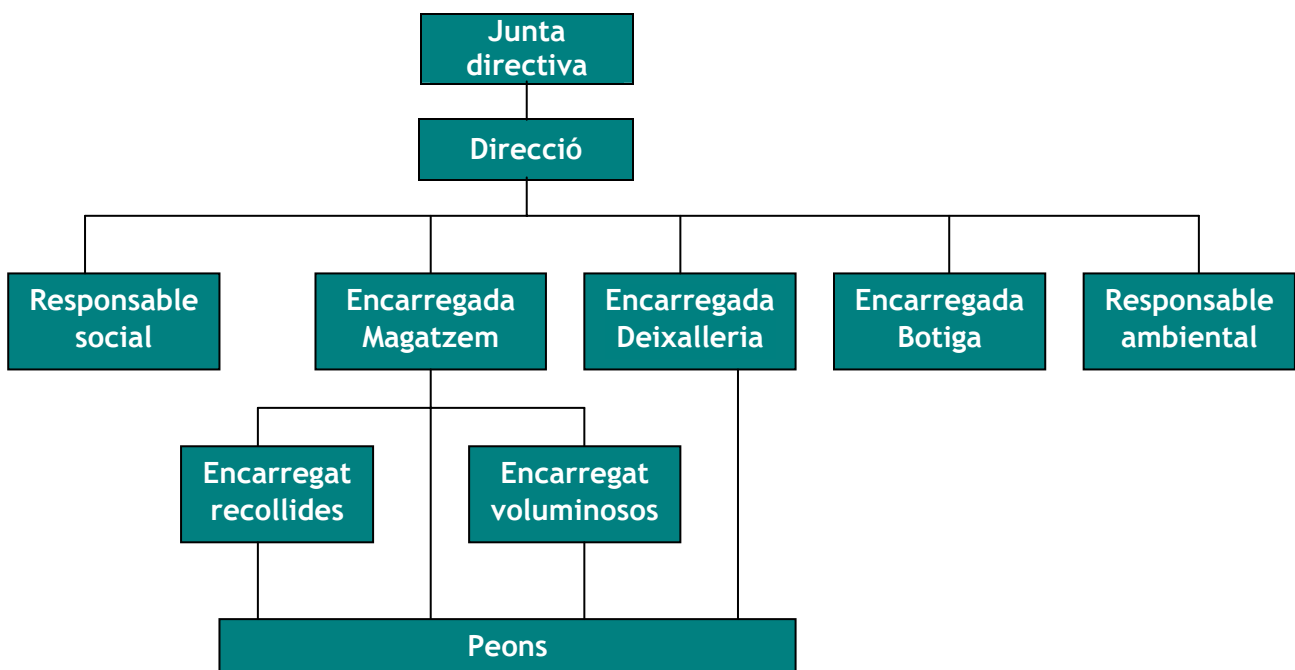 Junta
directiva
Direcció
Responsable
social
Encarregada
Magatzem
Encarregada
Deixalleria
Encarregada
Botiga
Responsable
ambiental
Encarregat
recollides
Encarregat
voluminosos
Peons